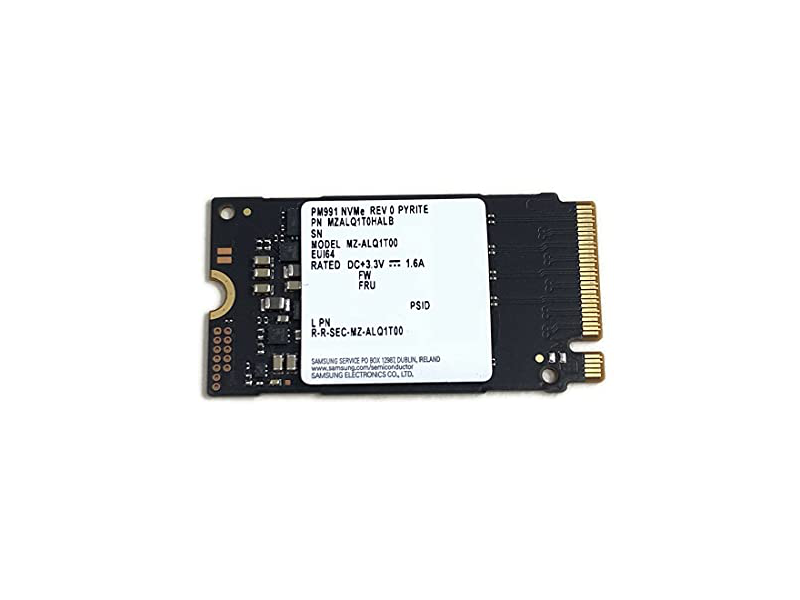 PM991 NVMe REV 0 PYRITE
PN MZALQ1T0HALB
SN
MODEL MZ-ALQ1T00
EUI64
RATED DC+3.3V ⎓ 1.6A
FW
FRU
PSID
L PN
R-R-SEC-MZ-ALQ1T00
SAMSUNG SERVICE PO BOX 12987, DUBLIN, IRELAND
www.samsung.com/semiconductor
SAMSUNG ELECTRONICS CO., LTD.